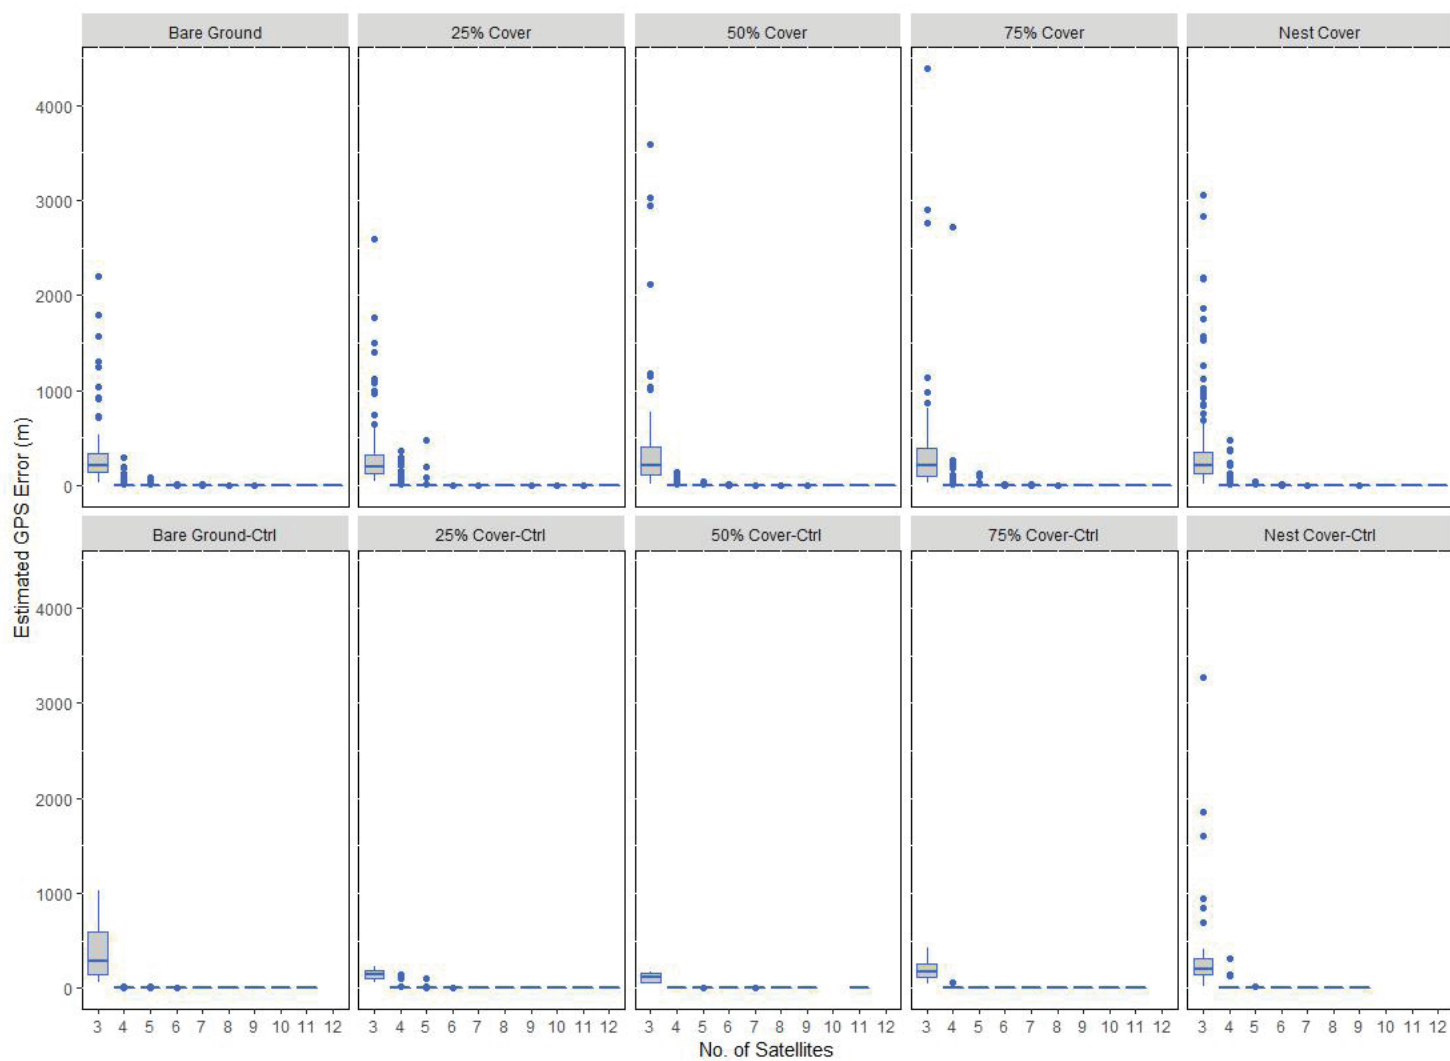 Bare Ground 25% Cover 50% Cover 75% Cover Nest Cover
4000
3000
2000
1000
0
Estimated GPS Error (m)
Bare Ground-Ctrl 25% Cover-Ctrl 50% Cover-Ctrl 75% Cover-Ctrl Nest Cover-Ctrl
4000
3000
2000
1000
0
3 4 5 6 7 8 9 10 11 12 3 4 5 6 7 8 9 10 11 12 3 4 5 6 7 8 9 10 11 12 3 4 5 6 7 8 9 10 11 12 3 4 5 6 7 8 9 10 11 12
No. of Satellites